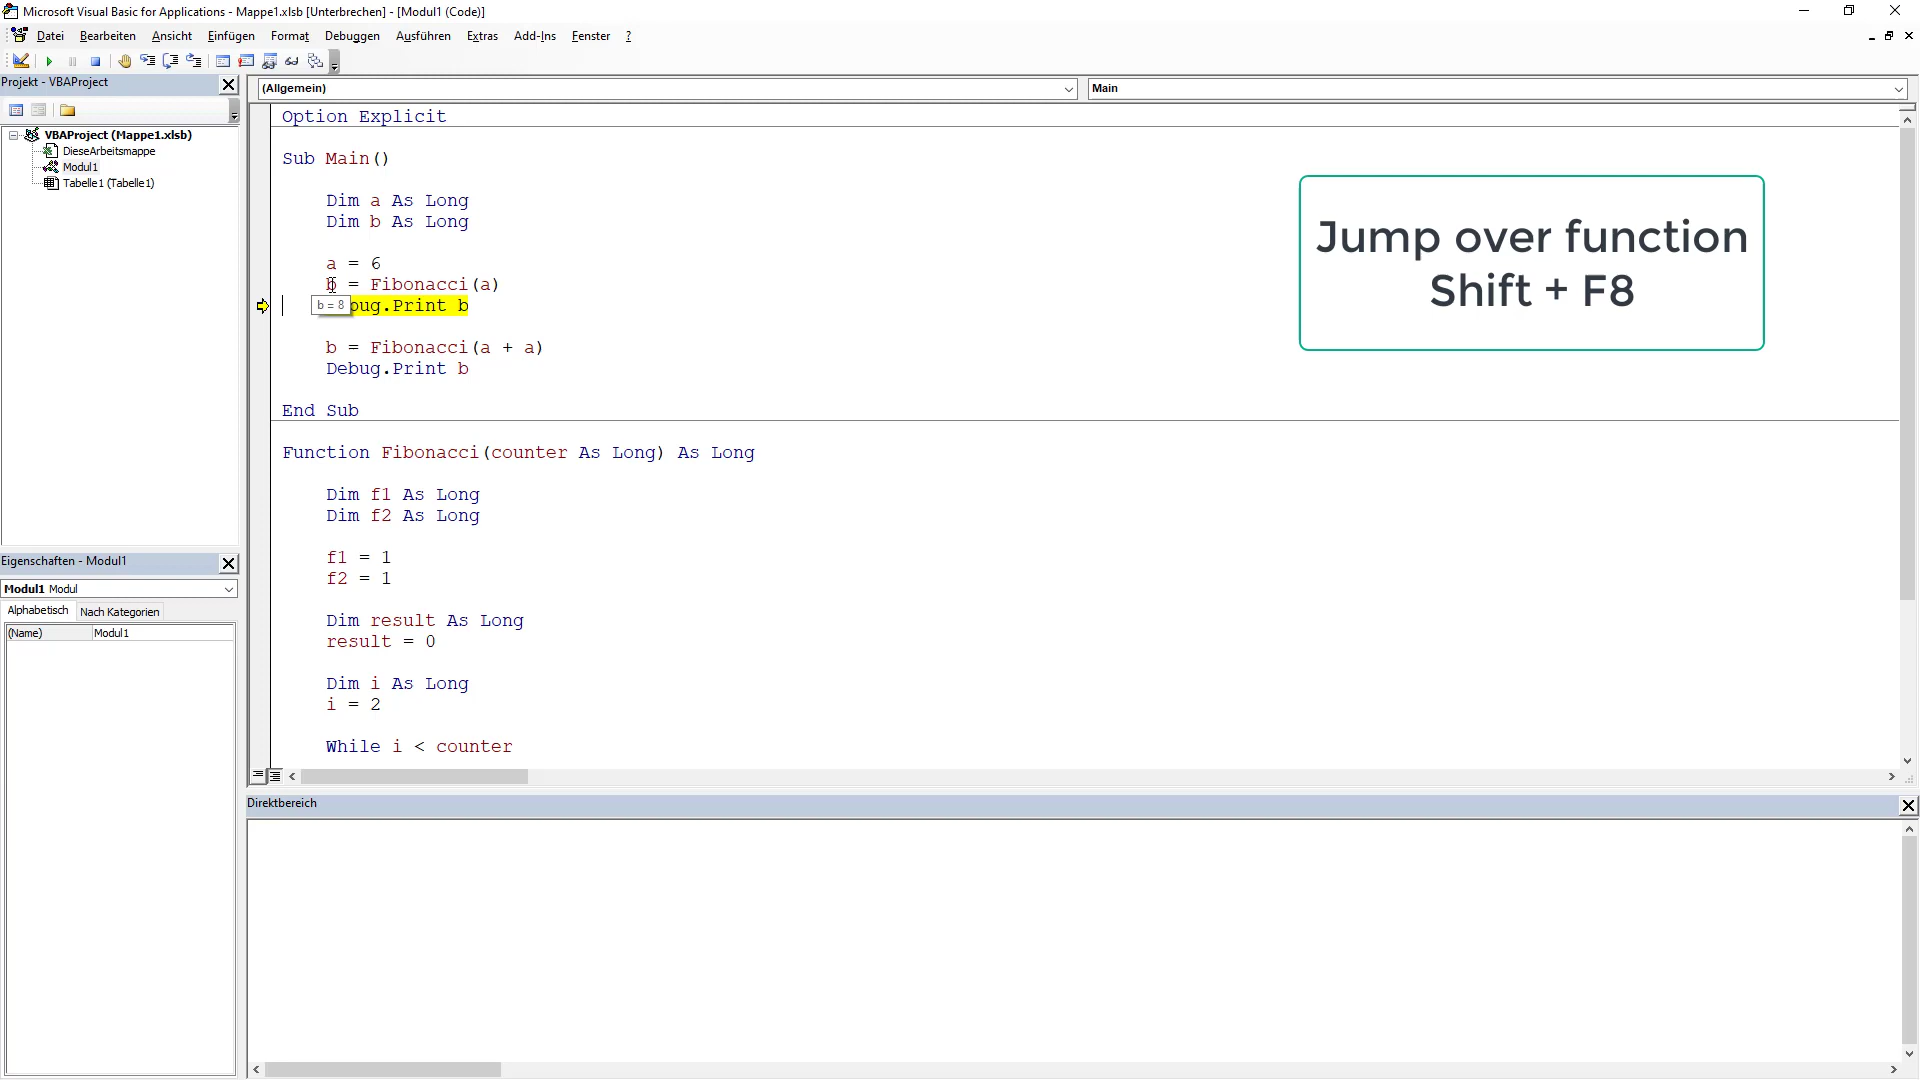 Microsoft Visual Basic for Applications - Mappe1.xlsb [Unterbrechen] - [Modul1 (Code)]
Datei Bearbeiten Ansicht Einfügen Format Debuggen Ausführen Extras Add-Ins Fenster ?
Projekt - VBAProject
VBAProject (Mappe1.xlsb)
DieseArbeitsmappe
Modul1
Tabelle1 (Tabelle1)
Eigenschaften - Modul1
Modul1 Modul
Alphabetisch Nach Kategorien
(Name) Modul1
(Allgemein) Main
Option Explicit
Sub Main()
Dim a As Long
Dim b As Long
a = 6
b = Fibonacci(a)
b = 8 bug.Print b
b = Fibonacci(a + a)
Debug.Print b
End Sub
Function Fibonacci(counter As Long) As Long
Dim f1 As Long
Dim f2 As Long
f1 = 1
f2 = 1
Dim result As Long
result = 0
Dim i As Long
i = 2
While i < counter
Jump over function
Shift + F8
Direktbereich